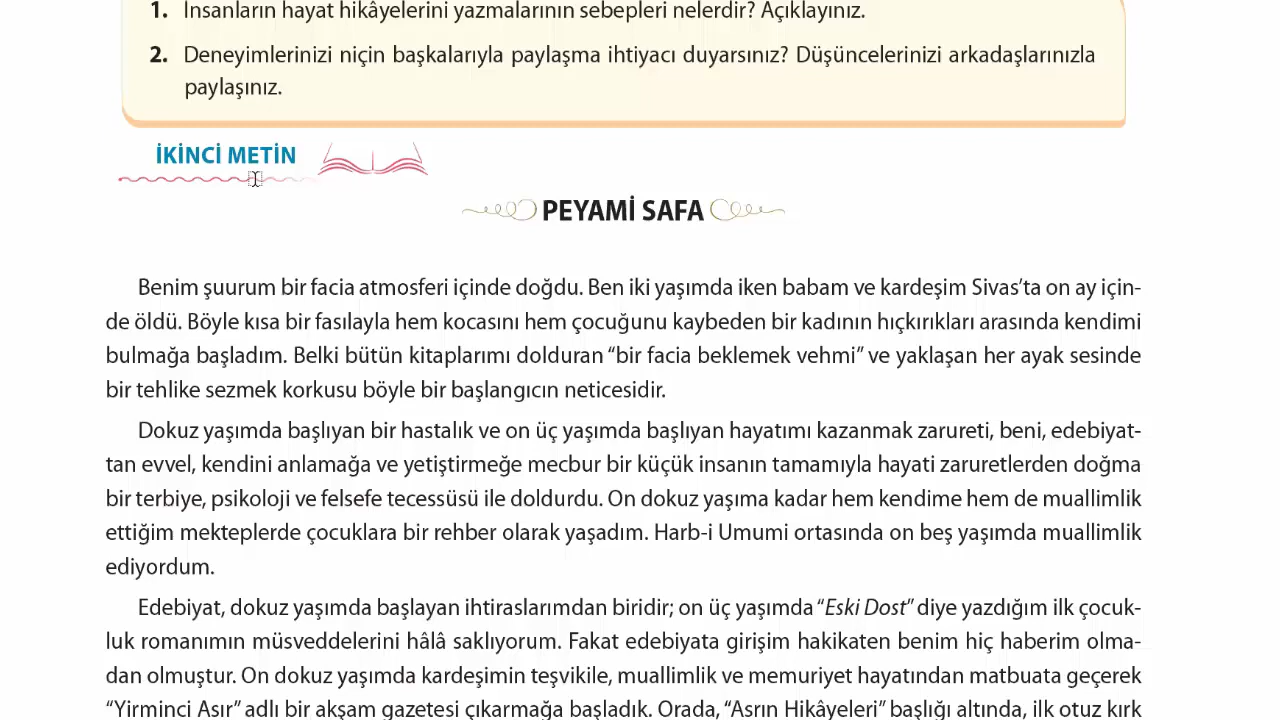 1. İnsanların hayat hikâyelerini yazmalarının sebepleri nelerdir? Açıklayınız.
2. Deneyimlerinizi niçin başkalarıyla paylaşma ihtiyacı duyarsınız? Düşüncelerinizi arkadaşlarınızla
paylaşınız.
İKİNCİ METİN
PEYAMİ SAFA
Benim şuurum bir facia atmosferi içinde doğdu. Ben iki yaşımda iken babam ve kardeşim Sivas’ta on ay için-
de öldü. Böyle kısa bir fasılayla hem kocasını hem çocuğunu kaybeden bir kadının hıçkırıkları arasında kendimi
bulmağa başladım. Belki bütün kitaplarımı dolduran “bir facia beklemek vehmi” ve yaklaşan her ayak sesinde
bir tehlike sezmek korkusu böyle bir başlangıcın neticesidir.
Dokuz yaşımda başlıyan bir hastalık ve on üç yaşımda başlıyan hayatımı kazanmak zarureti, beni, edebiyat-
tan evvel, kendini anlamağa ve yetiştirmeğe mecbur bir küçük insanın tamamıyla hayati zaruretlerden doğma
bir terbiye, psikoloji ve felsefe tecessüsü ile doldurdu. On dokuz yaşıma kadar hem kendime hem de muallimlik
ettiğim mekteplerde çocuklara bir rehber olarak yaşadım. Harb-i Umumi ortasında on beş yaşımda muallimlik
ediyordum.
Edebiyat, dokuz yaşımda başlayan ihtiraslarımdan biridir; on üç yaşımda “Eski Dost” diye yazdığım ilk çocuk-
luk romanımın müsveddelerini hâlâ saklıyorum. Fakat edebiyata girişim hakikaten benim hiç haberim olma-
dan olmuştur. On dokuz yaşımda kardeşimin teşvikile, muallimlik ve memuriyet hayatından matbuata geçerek
“Yirminci Asır” adlı bir akşam gazetesi çıkarmağa başladık. Orada, “Asrın Hikâyeleri” başlığı altında, ilk otuz kırk